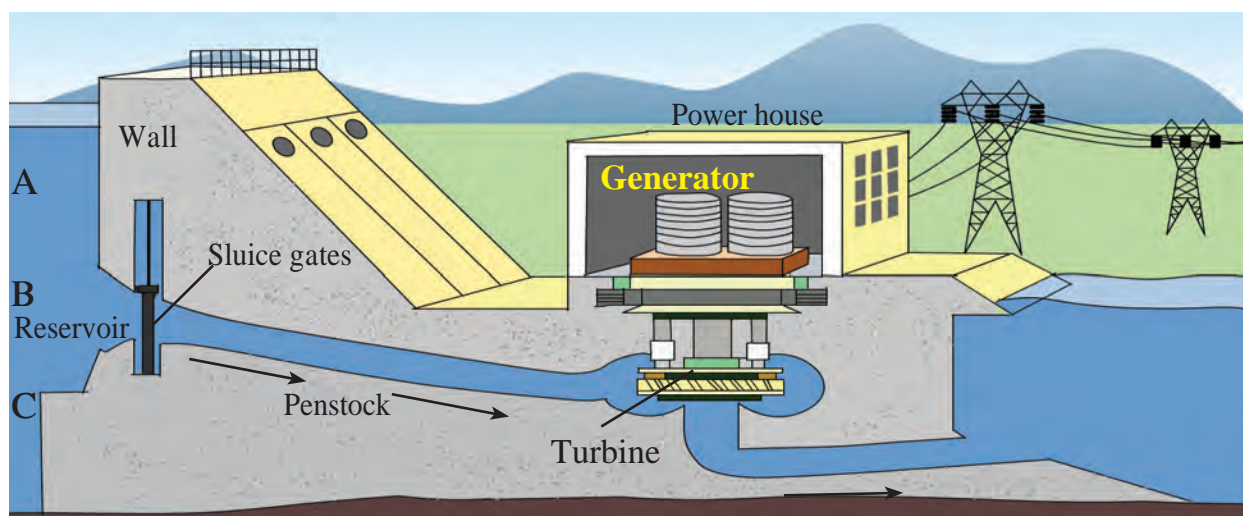 Power house
Wall
Generator
A
Sluice gates
B
Reservoir
Penstock
C
Turbine